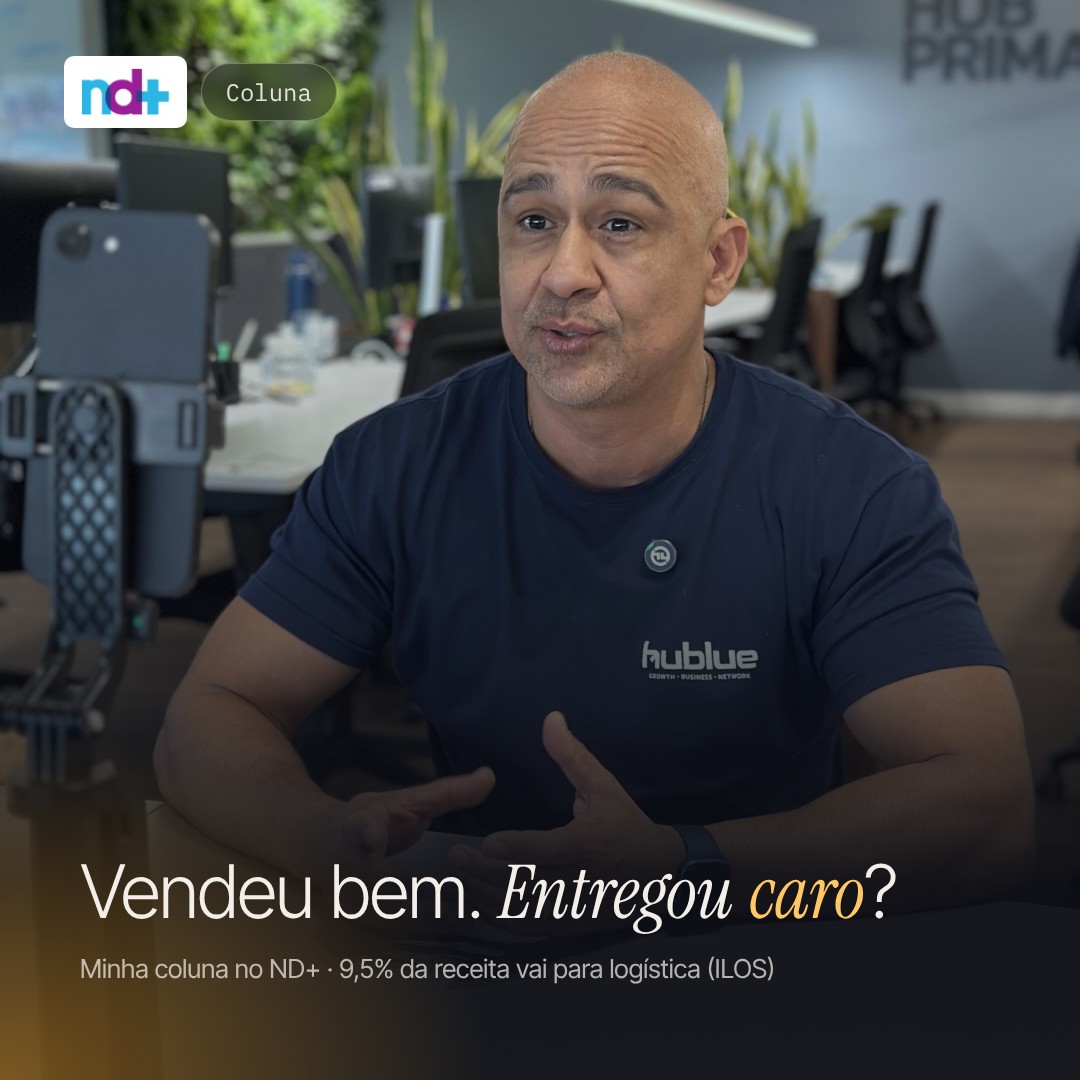 HUB
PRIMA
nd+
Coluna
hublue
GROWTH • BUSINESS • NETWORK
Vendeu bem. Entregou caro?
Minha coluna no ND+ · 9,5% da receita vai para logística (ILOS)